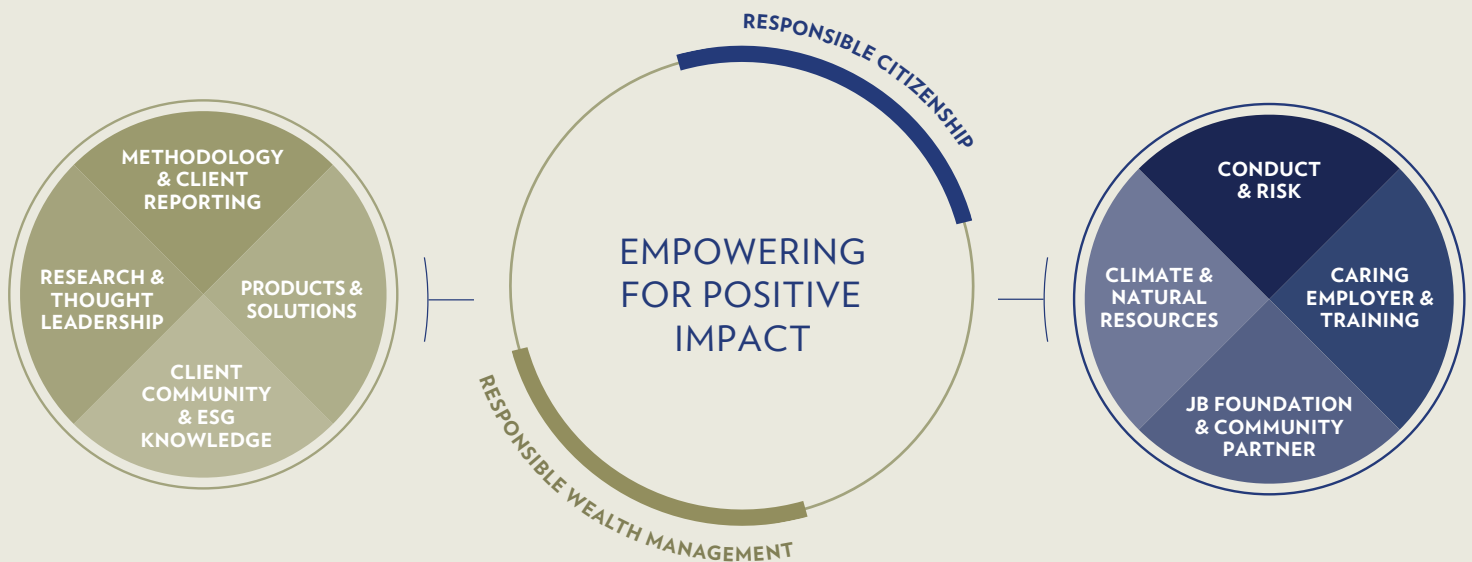 METHODOLOGY
& CLIENT
REPORTING
RESEARCH &
THOUGHT
LEADERSHIP
PRODUCTS &
SOLUTIONS
CLIENT
COMMUNITY
& ESG
KNOWLEDGE
RESPONSIBLE CITIZENSHIP
EMPOWERING
FOR POSITIVE
IMPACT
RESPONSIBLE WEALTH MANAGEMENT
CONDUCT
& RISK
CLIMATE &
NATURAL
RESOURCES
CARING
EMPLOYER &
TRAINING
JB FOUNDATION
& COMMUNITY
PARTNER